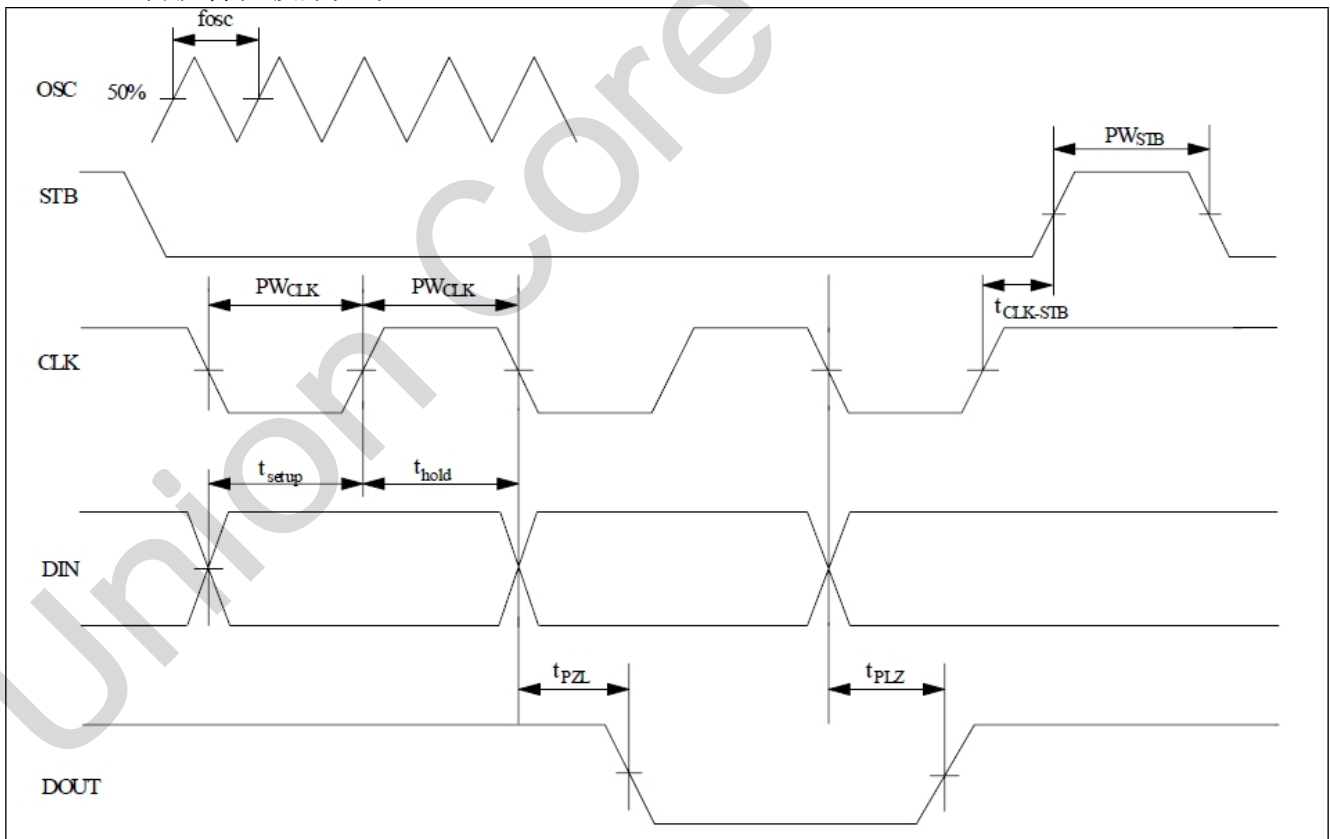 fosc
OSC 50%
PWSTB
STB
PWCLK PWCLK
tCLK-STB
CLK
tsetup thold
DIN
tPZL tPLZ
DOUT
Union Core